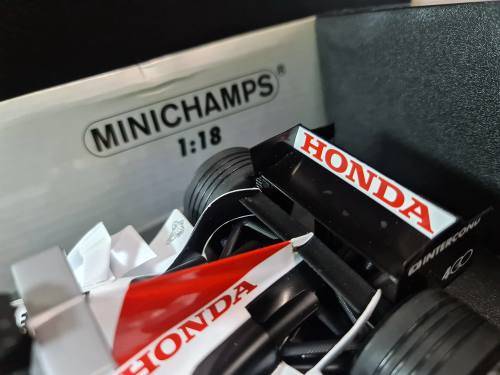 MINICHAMPS®
1:18
HONDA
INTERCOND
HONDA